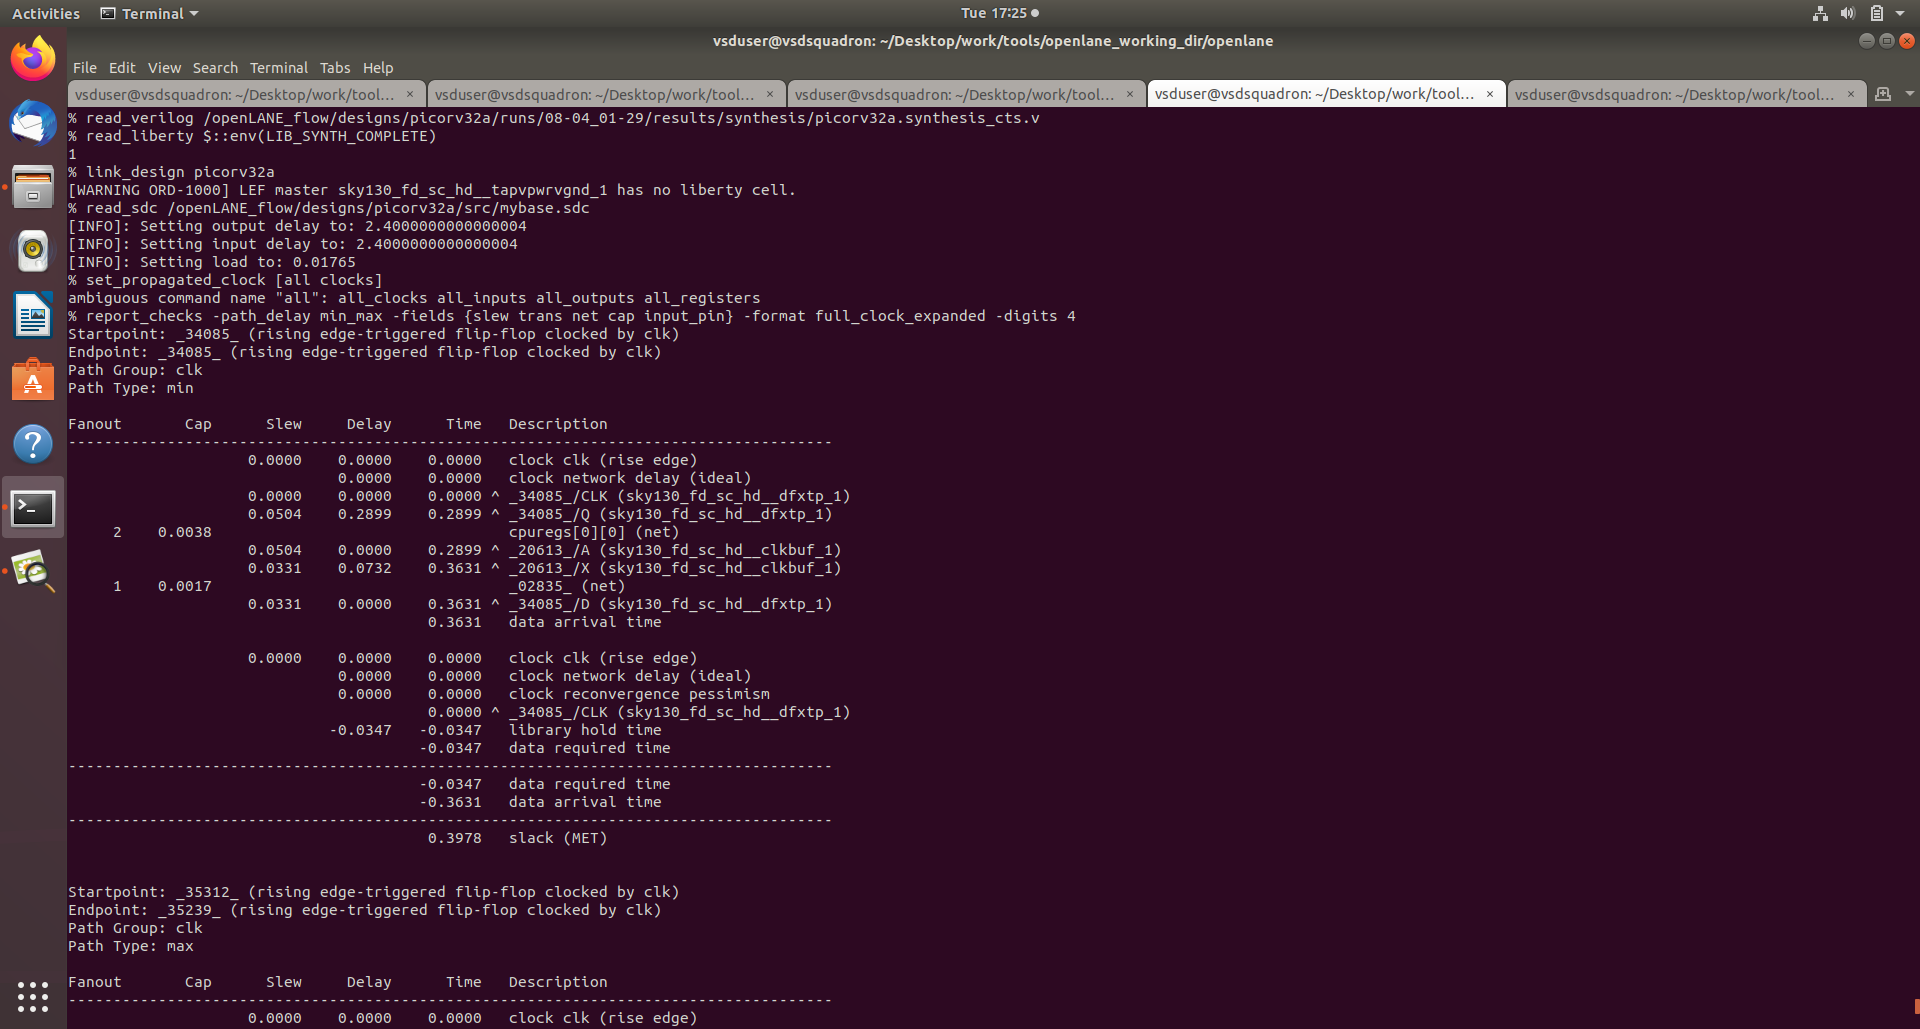 Activities Terminal Tue 17:25
vsduser@vsdsquadron: ~/Desktop/work/tools/openlane_working_dir/openlane
File Edit View Search Terminal Tabs Help
vsduser@vsdsquadron: ~/Desktop/work/tool... × vsduser@vsdsquadron: ~/Desktop/work/tool... × vsduser@vsdsquadron: ~/Desktop/work/tool... × vsduser@vsdsquadron: ~/Desktop/work/tool... × vsduser@vsdsquadron: ~/Desktop/work/tool... ×
% read_verilog /openLANE_flow/designs/picorv32a/runs/08-04_01-29/results/synthesis/picorv32a.synthesis_cts.v
% read_liberty $::env(LIB_SYNTH_COMPLETE)
1
% link_design picorv32a
[WARNING ORD-1000] LEF master sky130_fd_sc_hd__tapvpwrvgnd_1 has no liberty cell.
% read_sdc /openLANE_flow/designs/picorv32a/src/mybase.sdc
[INFO]: Setting output delay to: 2.4000000000000004
[INFO]: Setting input delay to: 2.4000000000000004
[INFO]: Setting load to: 0.01765
% set_propagated_clock [all clocks]
ambiguous command name "all": all_clocks all_inputs all_outputs all_registers
% report_checks -path_delay min_max -fields {slew trans net cap input_pin} -format full_clock_expanded -digits 4
Startpoint: _34085_ (rising edge-triggered flip-flop clocked by clk)
Endpoint: _34085_ (rising edge-triggered flip-flop clocked by clk)
Path Group: clk
Path Type: min
Fanout Cap Slew Delay Time Description
-------------------------------------------------------------------------------------
0.0000 0.0000 0.0000 clock clk (rise edge)
0.0000 0.0000 clock network delay (ideal)
0.0000 0.0000 0.0000 ^ _34085_/CLK (sky130_fd_sc_hd__dfxtp_1)
0.0504 0.2899 0.2899 ^ _34085_/Q (sky130_fd_sc_hd__dfxtp_1)
2 0.0038 cpuregs[0][0] (net)
0.0504 0.0000 0.2899 ^ _20613_/A (sky130_fd_sc_hd__clkbuf_1)
0.0331 0.0732 0.3631 ^ _20613_/X (sky130_fd_sc_hd__clkbuf_1)
1 0.0017 _02835_ (net)
0.0331 0.0000 0.3631 ^ _34085_/D (sky130_fd_sc_hd__dfxtp_1)
0.3631 data arrival time
0.0000 0.0000 0.0000 clock clk (rise edge)
0.0000 0.0000 clock network delay (ideal)
0.0000 0.0000 clock reconvergence pessimism
0.0000 ^ _34085_/CLK (sky130_fd_sc_hd__dfxtp_1)
-0.0347 -0.0347 library hold time
-0.0347 data required time
-------------------------------------------------------------------------------------
-0.0347 data required time
-0.3631 data arrival time
-------------------------------------------------------------------------------------
0.3978 slack (MET)
Startpoint: _35312_ (rising edge-triggered flip-flop clocked by clk)
Endpoint: _35239_ (rising edge-triggered flip-flop clocked by clk)
Path Group: clk
Path Type: max
Fanout Cap Slew Delay Time Description
-------------------------------------------------------------------------------------
0.0000 0.0000 0.0000 clock clk (rise edge)